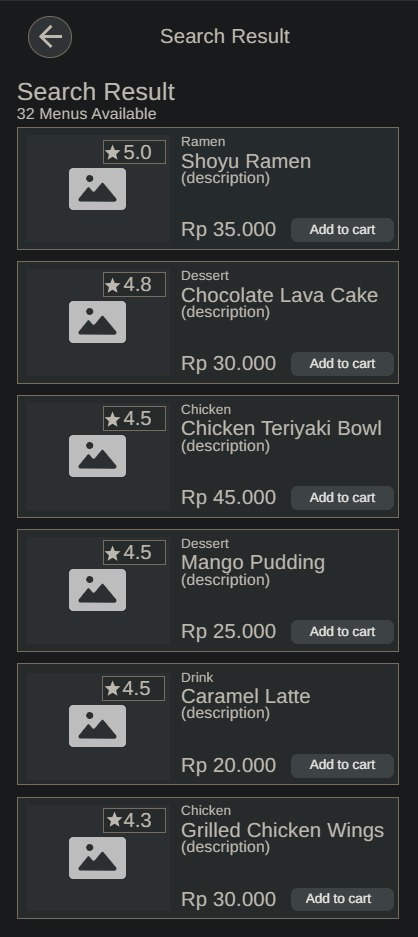 Search Result
Search Result
32 Menus Available
5.0
Ramen
Shoyu Ramen
(description)
Rp 35.000
Add to cart
4.8
Dessert
Chocolate Lava Cake
(description)
Rp 30.000
Add to cart
4.5
Chicken
Chicken Teriyaki Bowl
(description)
Rp 45.000
Add to cart
4.5
Dessert
Mango Pudding
(description)
Rp 25.000
Add to cart
4.5
Drink
Caramel Latte
(description)
Rp 20.000
Add to cart
4.3
Chicken
Grilled Chicken Wings
(description)
Rp 30.000
Add to cart